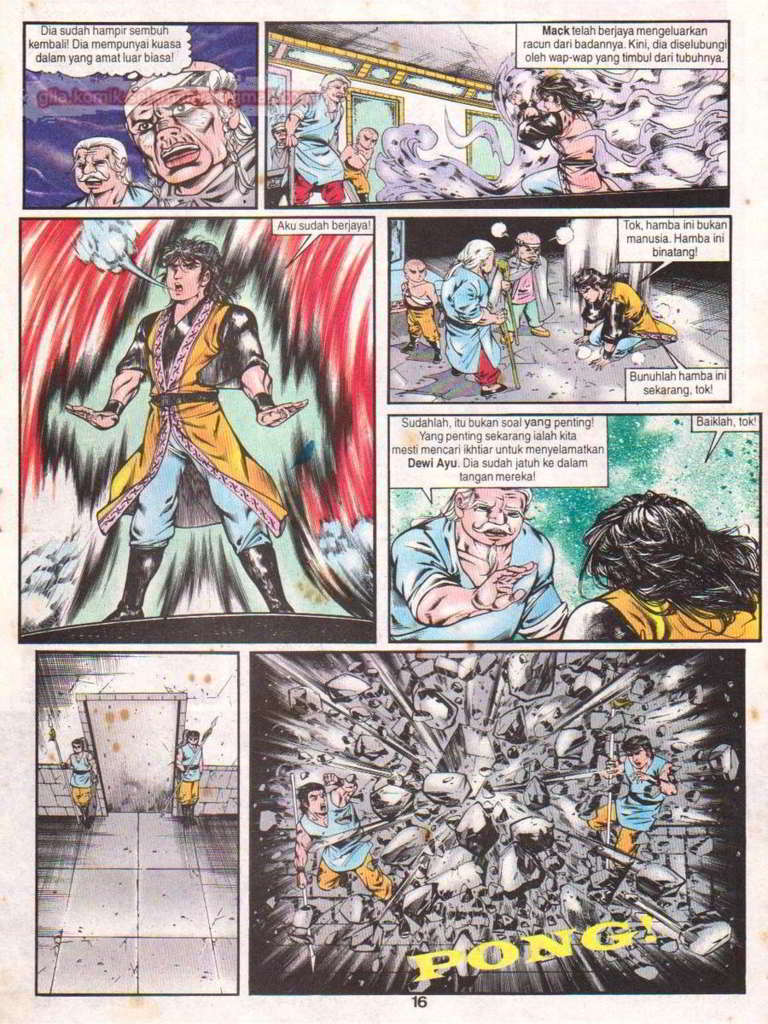 Dia sudah hampir sembuh
kembali! Dia mempunyai kuasa
dalam yang amat luar biasa!
Mack telah berjaya mengeluarkan
racun dari badannya. Kini, dia diselubungi
oleh wap-wap yang timbul dari tubuhnya.
Aku sudah berjaya!
Tok, hamba ini bukan
manusia. Hamba ini
binatang!
Bunuhlah hamba ini
sekarang, tok!
Sudahlah, itu bukan soal yang penting!
Yang penting sekarang ialah kita
mesti mencari ikhtiar untuk menyelamatkan
Dewi Ayu. Dia sudah jatuh ke dalam
tangan mereka!
Baiklah, tok!
PONG!
16